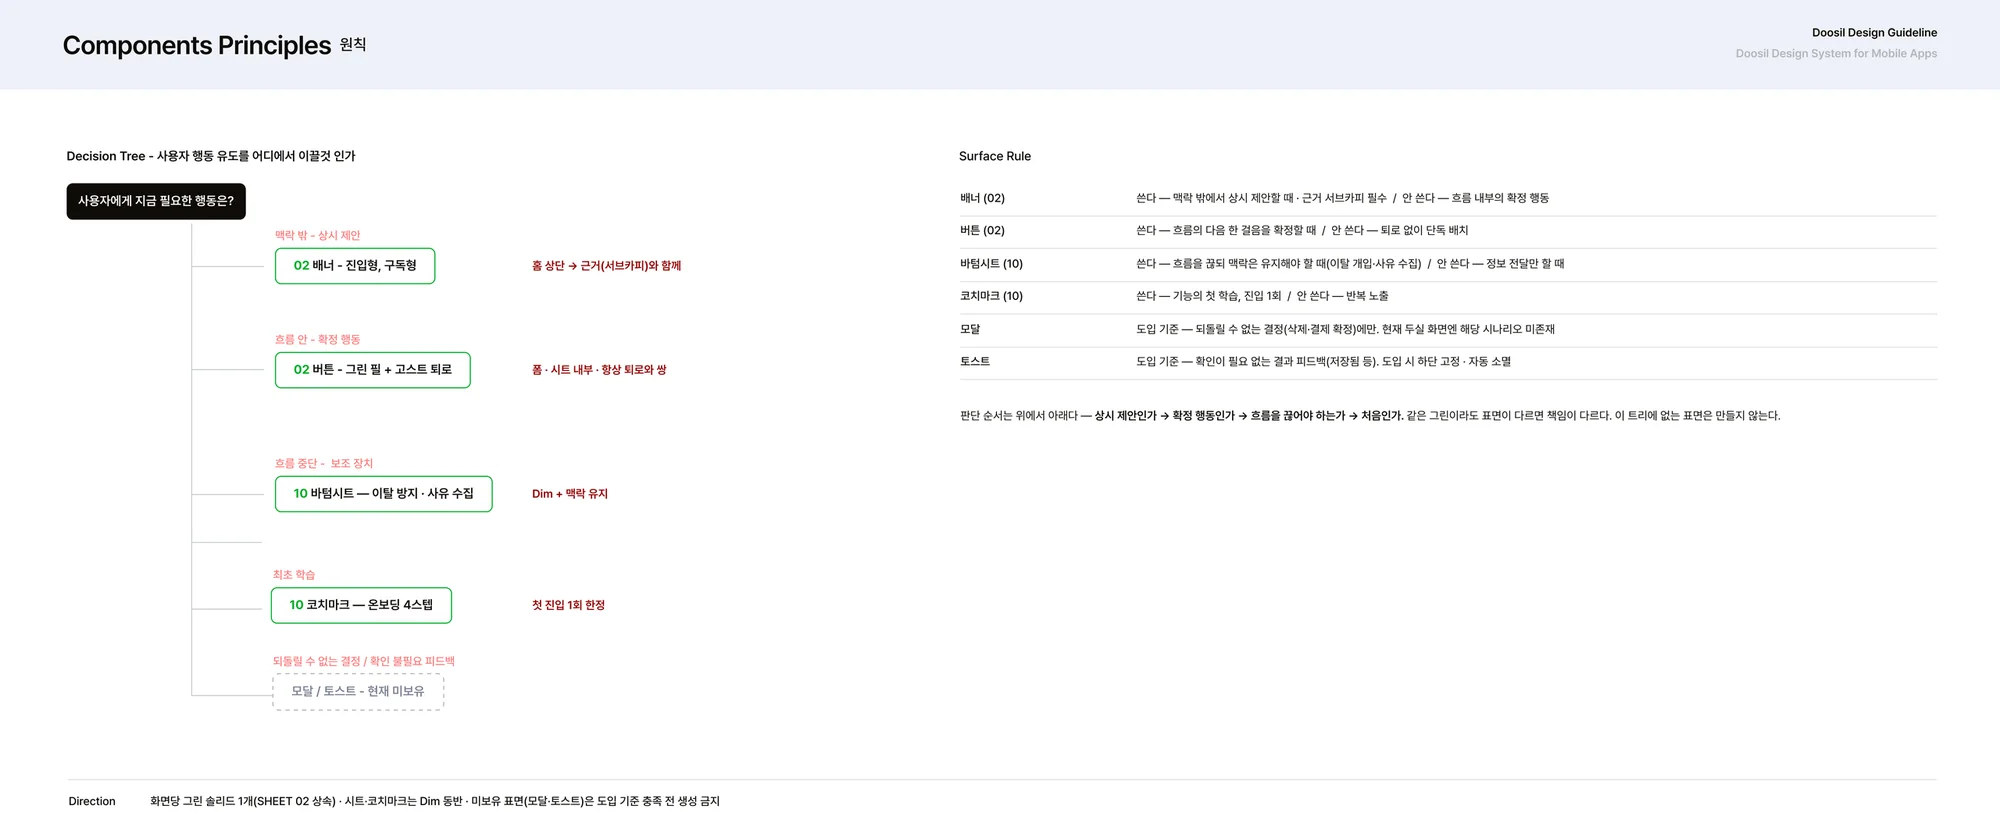 Components Principles 원칙
Doosil Design Guideline
Doosil Design System for Mobile Apps
Decision Tree - 사용자 행동 유도를 어디에서 이끌것 인가
사용자에게 지금 필요한 행동은?
맥락 밖 - 상시 제안
02 배너 - 진입형, 구독형
홈 상단 → 근거(서브카피)와 함께
흐름 안 - 확정 행동
02 버튼 - 그린 필 + 고스트 퇴로
폼 · 시트 내부 · 항상 퇴로와 쌍
흐름 중단 - 보조 장치
10 바텀시트 — 이탈 방지 · 사유 수집
Dim + 맥락 유지
최초 학습
10 코치마크 — 온보딩 4스텝
첫 진입 1회 한정
되돌릴 수 없는 결정 / 확인 불필요 피드백
모달 / 토스트 - 현재 미보유
Surface Rule
배너 (02) 쓴다 — 맥락 밖에서 상시 제안할 때 · 근거 서브카피 필수 / 안 쓴다 — 흐름 내부의 확정 행동
버튼 (02) 쓴다 — 흐름의 다음 한 걸음을 확정할 때 / 안 쓴다 — 퇴로 없이 단독 배치
바텀시트 (10) 쓴다 — 흐름을 끊되 맥락은 유지해야 할 때(이탈 개입·사유 수집) / 안 쓴다 — 정보 전달만 할 때
코치마크 (10) 쓴다 — 기능의 첫 학습, 진입 1회 / 안 쓴다 — 반복 노출
모달 도입 기준 — 되돌릴 수 없는 결정(삭제·결제 확정)에만. 현재 두실 화면엔 해당 시나리오 미존재
토스트 도입 기준 — 확인이 필요 없는 결과 피드백(저장됨 등). 도입 시 하단 고정 · 자동 소멸
판단 순서는 위에서 아래다 — 상시 제안인가 → 확정 행동인가 → 흐름을 끊어야 하는가 → 처음인가. 같은 그린이라도 표면이 다르면 책임이 다르다. 이 트리에 없는 표면은 만들지 않는다.
Direction 화면당 그린 솔리드 1개(SHEET 02 상속) · 시트·코치마크는 Dim 동반 · 미보유 표면(모달·토스트)은 도입 기준 충족 전 생성 금지